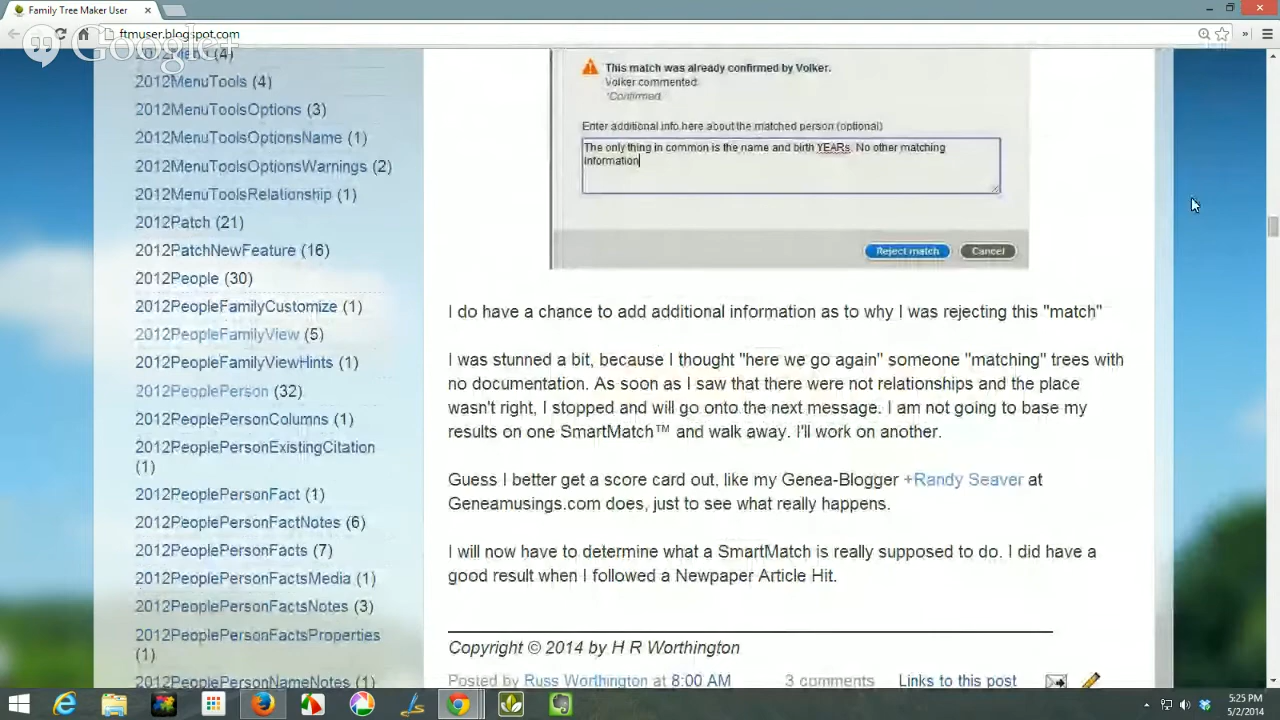 Family Tree Maker User
ftmuser.blogspot.com
Google+
2012Menu (4)
2012MenuTools (4)
2012MenuToolsOptions (3)
2012MenuToolsOptionsName (1)
2012MenuToolsOptionsWarnings (2)
2012MenuToolsRelationship (1)
2012Patch (21)
2012PatchNewFeature (16)
2012People (30)
2012PeopleFamilyCustomize (1)
2012PeopleFamilyView (5)
2012PeopleFamilyViewHints (1)
2012PeoplePerson (32)
2012PeoplePersonColumns (1)
2012PeoplePersonExistingCitation
(1)
2012PeoplePersonFact (1)
2012PeoplePersonFactNotes (6)
2012PeoplePersonFacts (7)
2012PeoplePersonFactsMedia (1)
2012PeoplePersonFactsNotes (3)
2012PeoplePersonFactsProperties
(1)
2012PeoplePersonNameNotes (1)
This match was already confirmed by Volker.
Volker commented:
"Confirmed
Enter additional info here about the matched person (optional)
The only thing in common is the name and birth YEARs. No other matching
information
Reject match Cancel
I do have a chance to add additional information as to why I was rejecting this "match"
I was stunned a bit, because I thought "here we go again" someone "matching" trees with
no documentation. As soon as I saw that there were not relationships and the place
wasn't right, I stopped and will go onto the next message. I am not going to base my
results on one SmartMatch™ and walk away. I'll work on another.
Guess I better get a score card out, like my Genea-Blogger +Randy Seaver at
Geneamusings.com does, just to see what really happens.
I will now have to determine what a SmartMatch is really supposed to do. I did have a
good result when I followed a Newpaper Article Hit.
Copyright © 2014 by H R Worthington
Posted by Russ Worthington at 8:00 AM 3 comments Links to this post
5:25 PM
5/2/2014